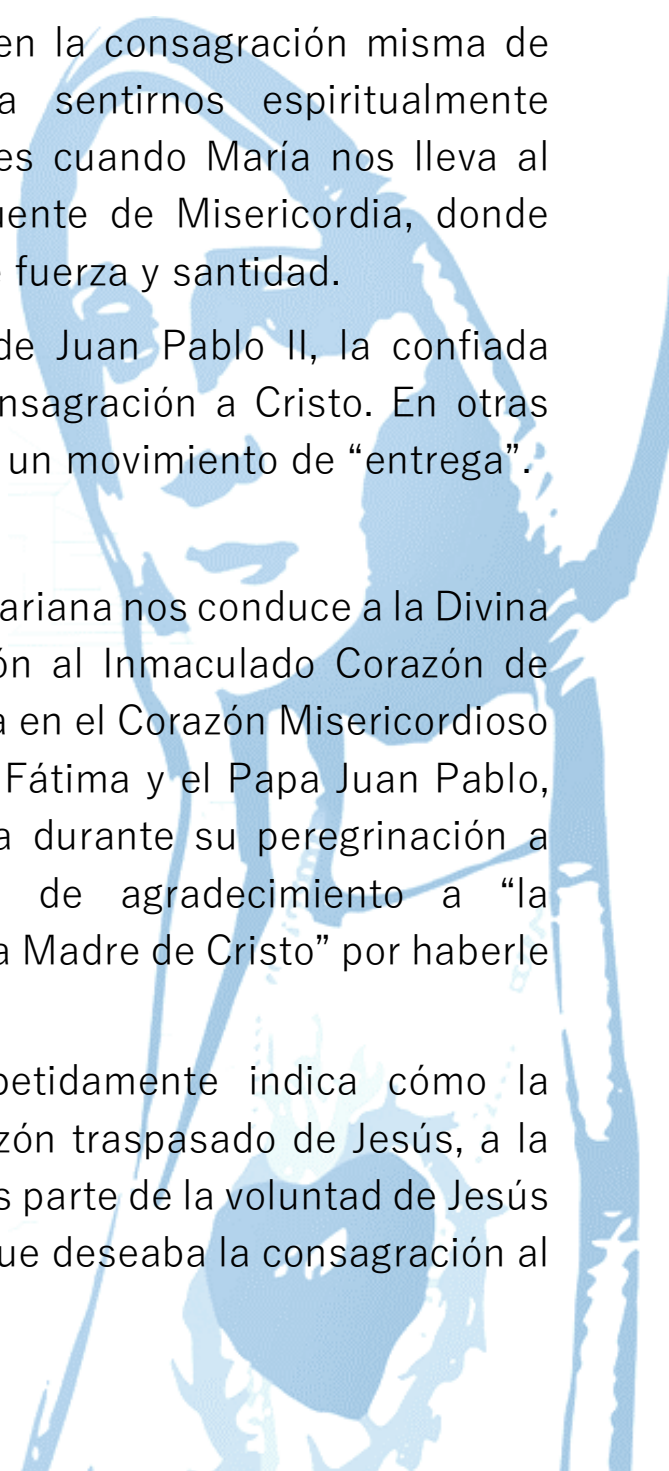 en la consagración misma de
a sentirnos espiritualmente
es cuando María nos lleva al
uente de Misericordia, donde
fuerza y santidad.
de Juan Pablo II, la confiada
nsagración a Cristo. En otras
un movimiento de “entrega”.
ariana nos conduce a la Divina
ón al Inmaculado Corazón de
a en el Corazón Misericordioso
Fátima y el Papa Juan Pablo,
a durante su peregrinación a
de agradecimiento a “la
a Madre de Cristo” por haberle
petidamente indica cómo la
zón traspasado de Jesús, a la
s parte de la voluntad de Jesús
ue deseaba la consagración al